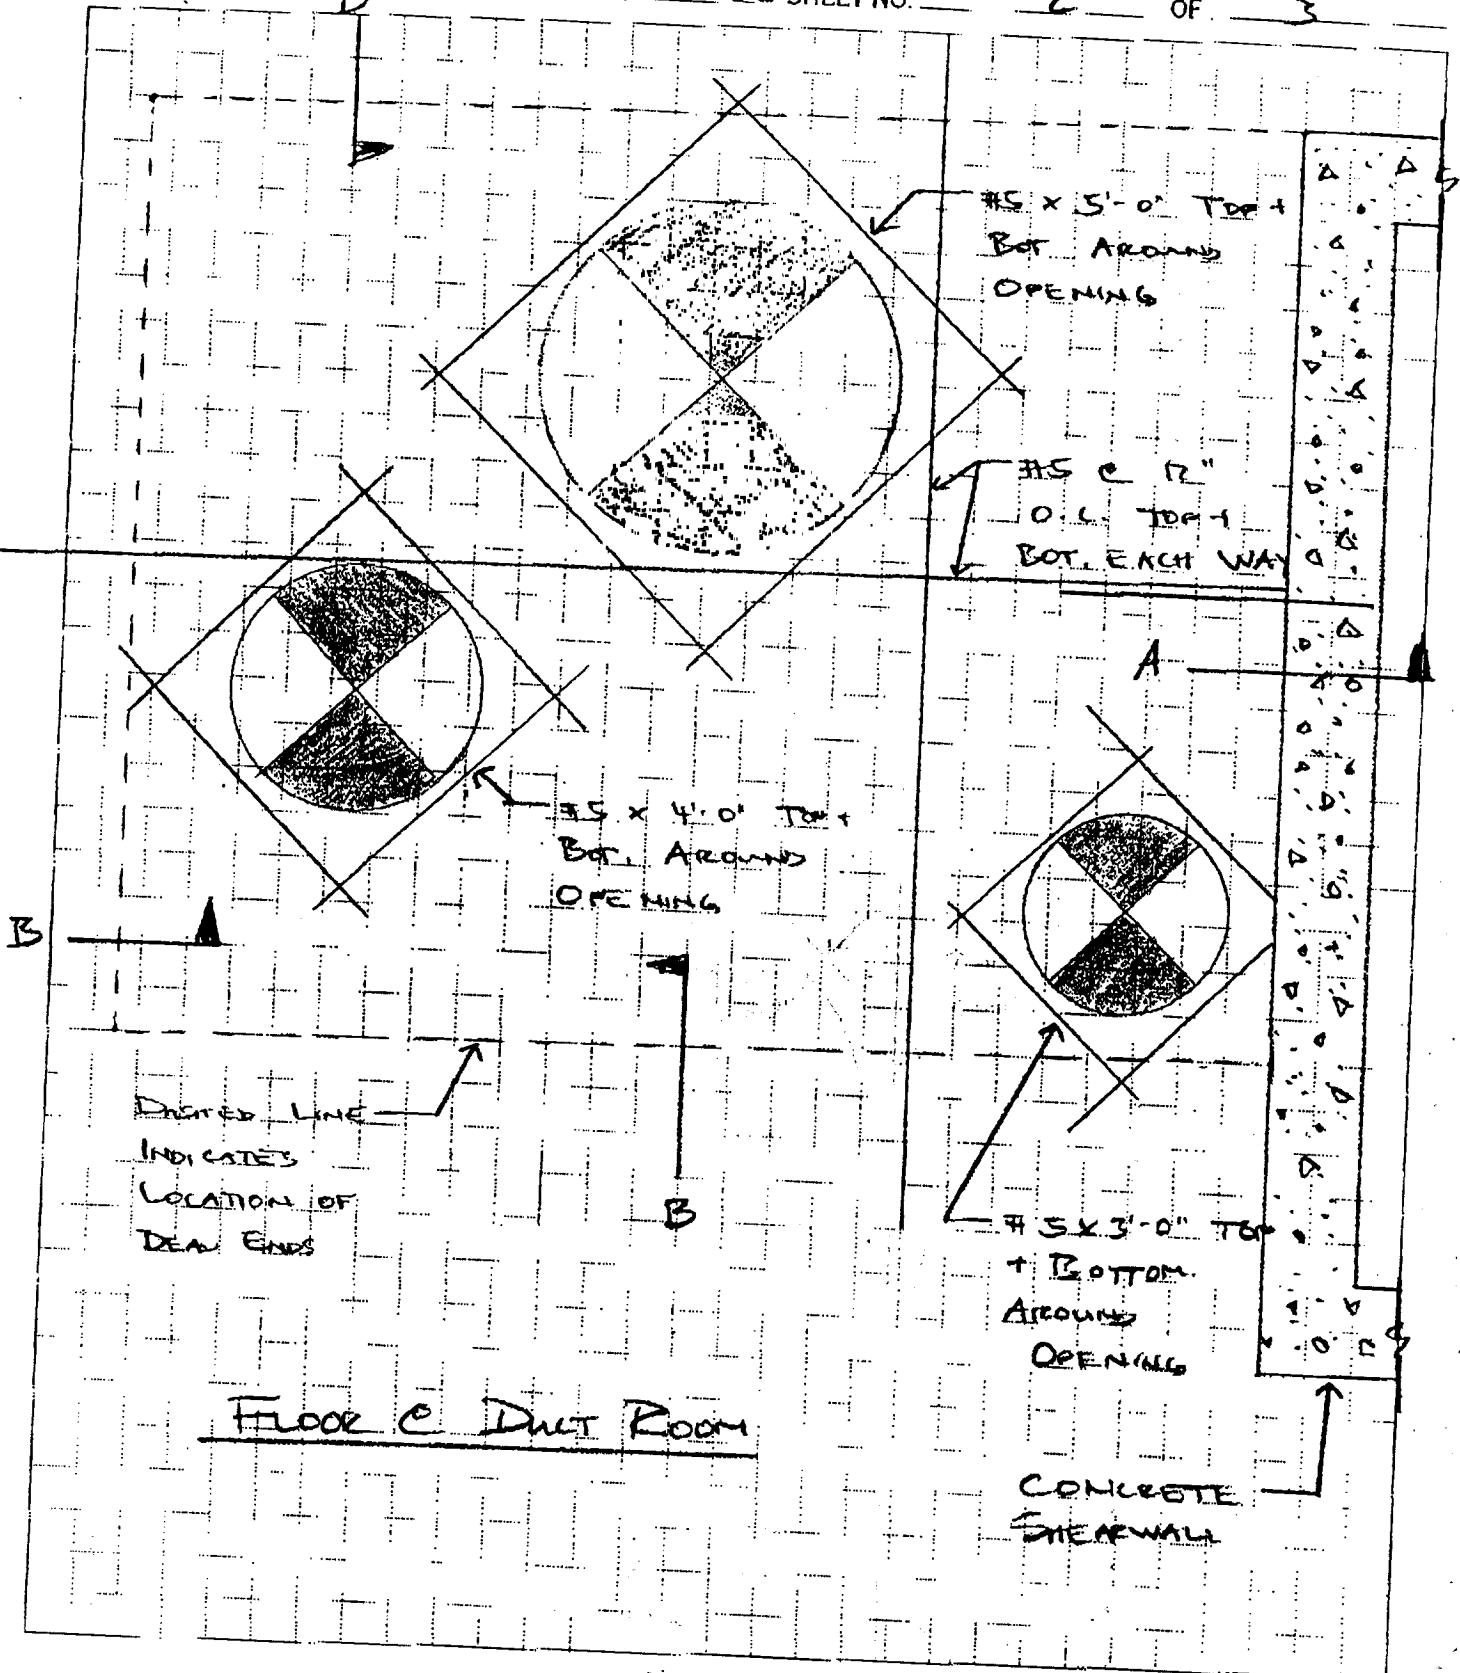 SHEET NO. 2 OF 3
#5 x 5'-0" TOP +
BOT AROUND
OPENING
#5 @ 12"
O.C. TOP +
BOT. EACH WAY
A
#5 x 4'-0" TOP +
BOT. AROUND
OPENING
B
DASHED LINE
INDICATES
LOCATION OF
DEAD ENDS
B
#5 x 3'-0" TOP
+ BOTTOM
AROUND
OPENING
FLOOR @ DUCT ROOM
CONCRETE
SHEARWALL